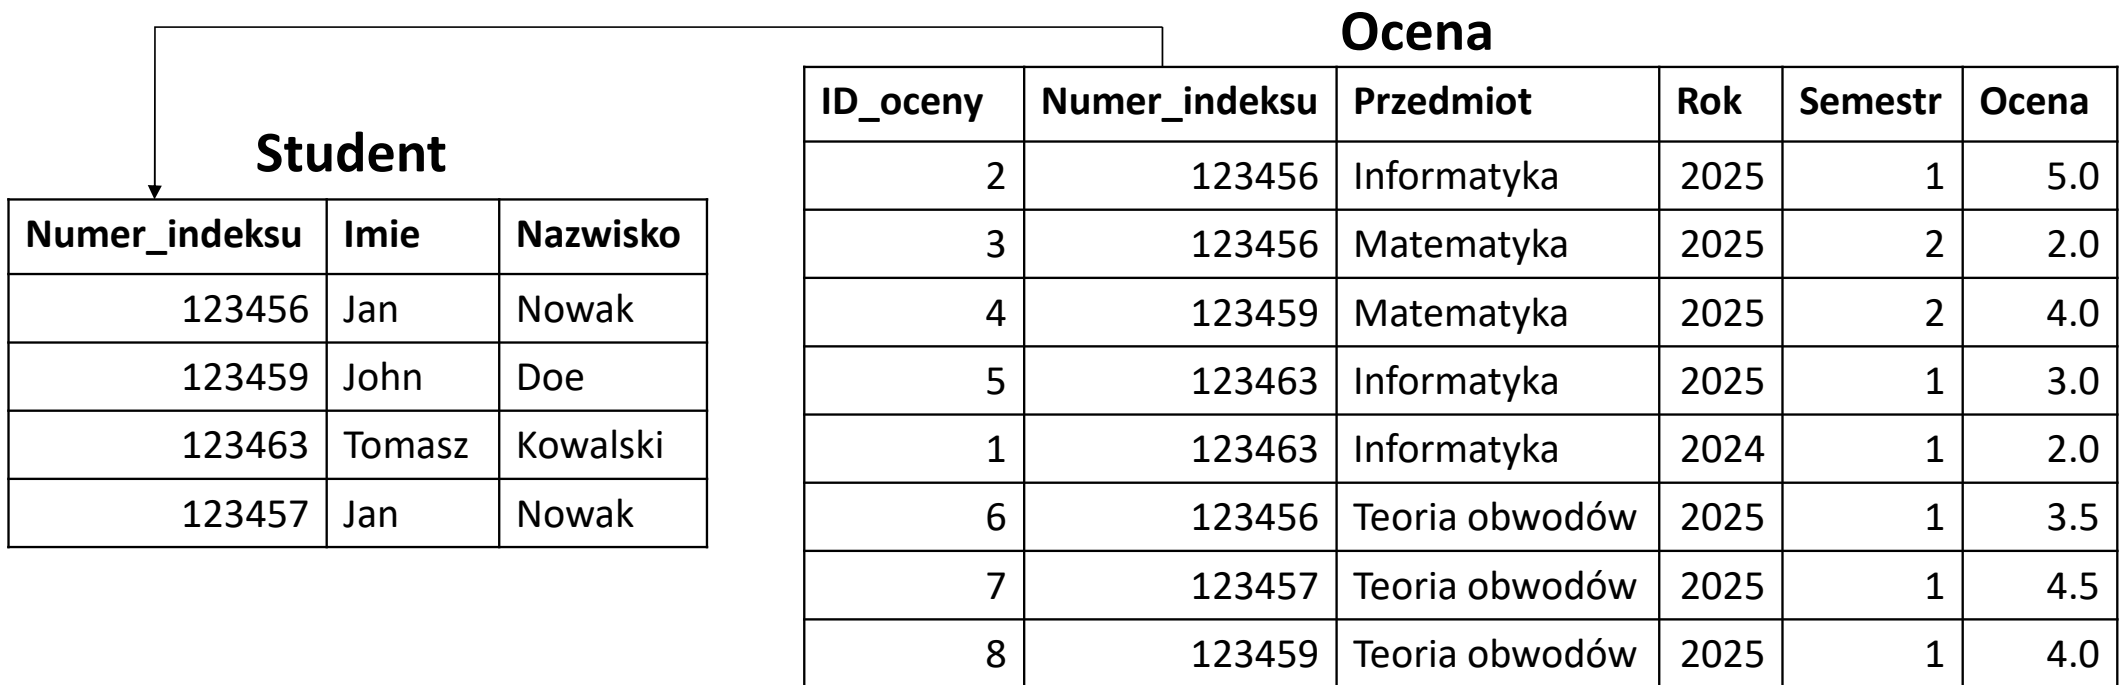 Ocena
ID_oceny Numer_indeksu Przedmiot Rok Semestr Ocena
2 123456 Informatyka 2025 1 5.0
3 123456 Matematyka 2025 2 2.0
4 123459 Matematyka 2025 2 4.0
5 123463 Informatyka 2025 1 3.0
1 123463 Informatyka 2024 1 2.0
6 123456 Teoria obwodów 2025 1 3.5
7 123457 Teoria obwodów 2025 1 4.5
8 123459 Teoria obwodów 2025 1 4.0
Student
Numer_indeksu Imie Nazwisko
123456 Jan Nowak
123459 John Doe
123463 Tomasz Kowalski
123457 Jan Nowak